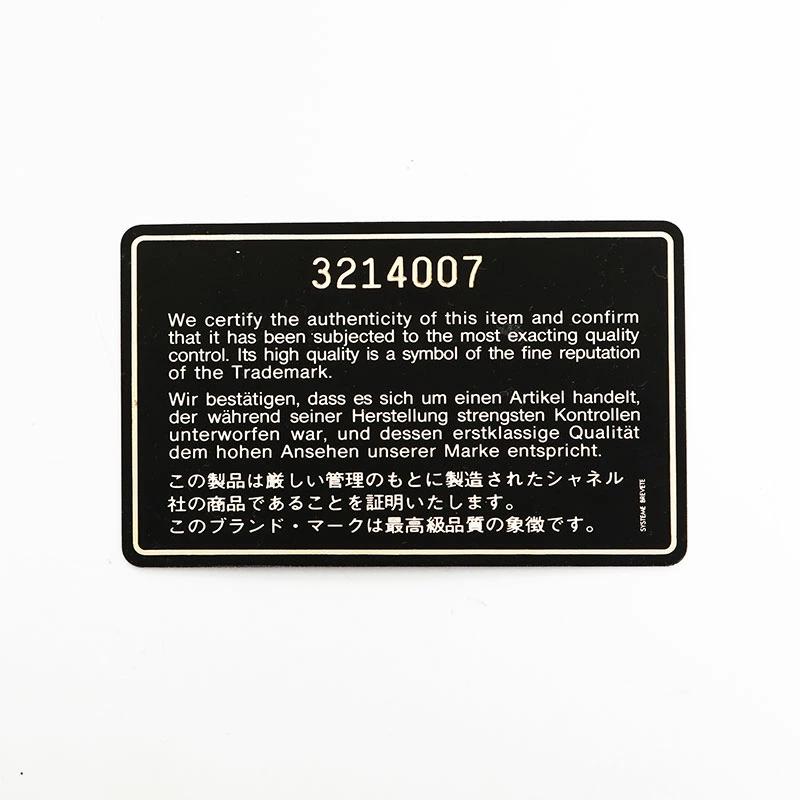 3214007
We certify the authenticity of this item and confirm
that it has been subjected to the most exacting quality
control. Its high quality is a symbol of the fine reputation
of the Trademark.
Wir bestätigen, dass es sich um einen Artikel handelt,
der während seiner Herstellung strengsten Kontrollen
unterworfen war, und dessen erstklassige Qualität
dem hohen Ansehen unserer Marke entspricht.
この製品は厳しい管理のもとに製造されたシャネル
社の商品であることを証明いたします。
このブランド・マークは最高級品質の象徴です。
SYSTEME BREVETE